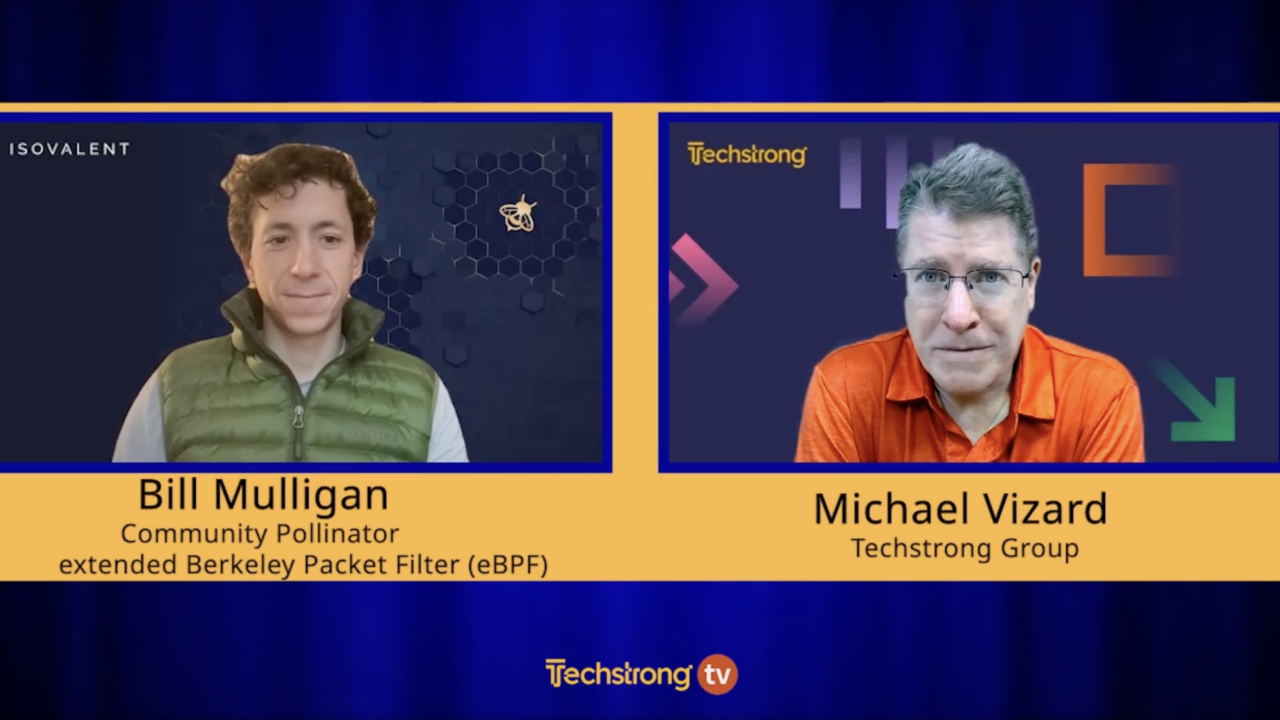 ISOVALENT
Techstrong
Bill Mulligan
Community Pollinator
extended Berkeley Packet Filter (eBPF)
Michael Vizard
Techstrong Group
Techstrong tv